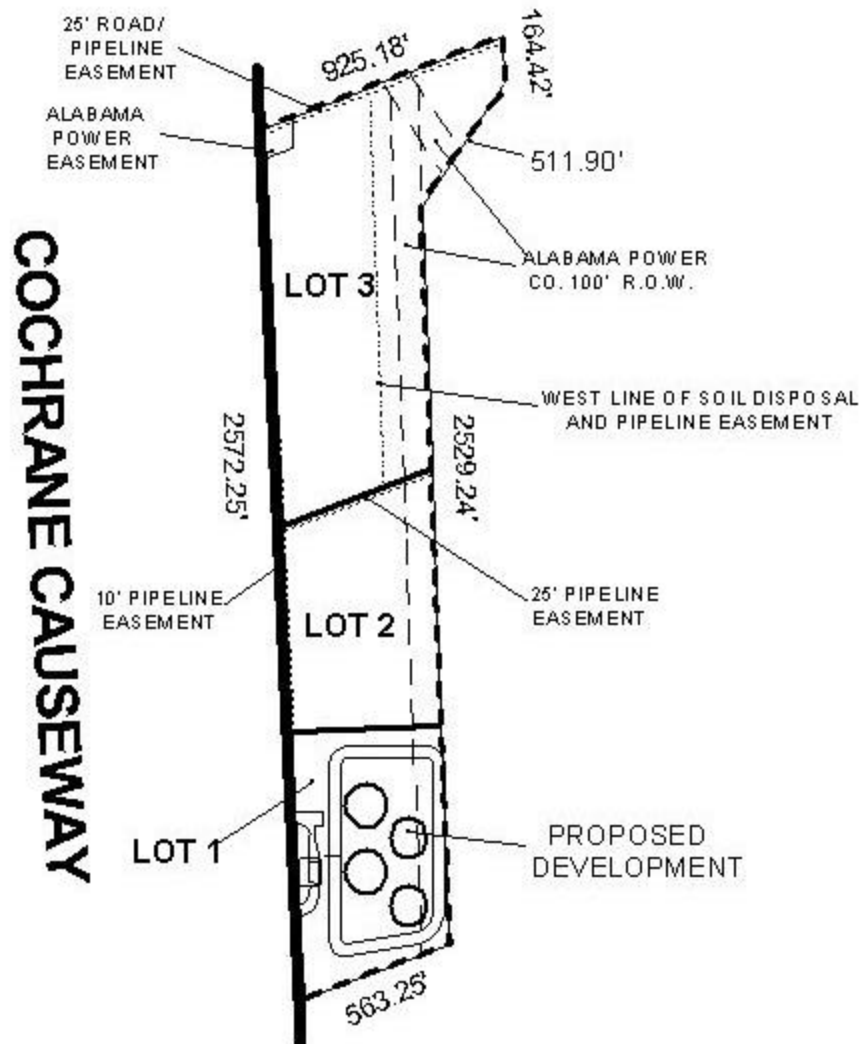 25' ROAD/
PIPELINE
EASEMENT
925.18'
164.42'
ALABAMA
POWER
EASEMENT
511.90'
ALABAMA POWER
CO. 100' R.O.W.
LOT 3
COCHRANE CAUSEWAY
WEST LINE OF SOIL DISPOSAL
AND PIPELINE EASEMENT
2572.25'
2529.24'
10' PIPELINE
EASEMENT
25' PIPELINE
EASEMENT
LOT 2
LOT 1
PROPOSED
DEVELOPMENT
563.25'